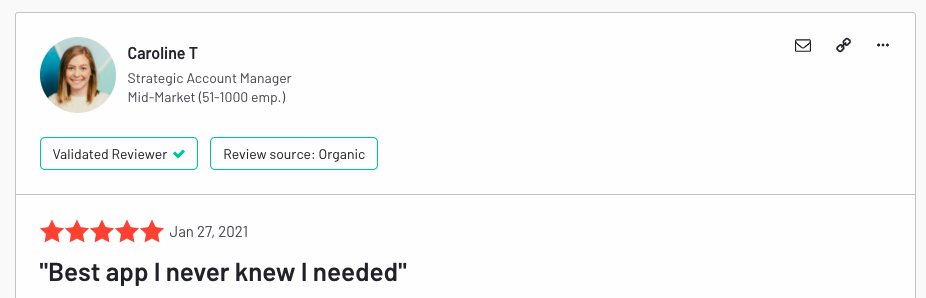 Caroline T
Strategic Account Manager
Mid-Market (51-1000 emp.)
Validated Reviewer
Review source: Organic
Jan 27, 2021
"Best app I never knew I needed"